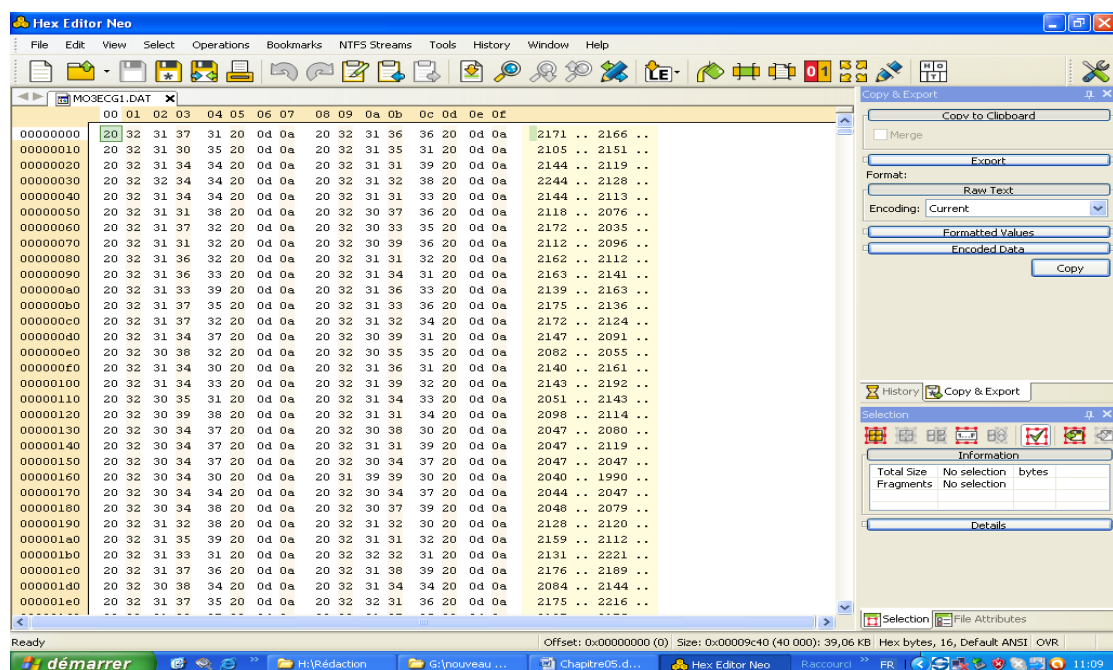 Hex Editor Neo
File Edit View Select Operations Bookmarks NTFS Streams Tools History Window Help
MO3ECG1.DAT
00 01 02 03 04 05 06 07 08 09 0a 0b 0c 0d 0e 0f
00000000 20 32 31 37 31 20 0d 0a 20 32 31 36 36 20 0d 0a 2171 .. 2166 ..
00000010 20 32 31 30 35 20 0d 0a 20 32 31 35 31 20 0d 0a 2105 .. 2151 ..
00000020 20 32 31 34 34 20 0d 0a 20 32 31 31 39 20 0d 0a 2144 .. 2119 ..
00000030 20 32 32 34 34 20 0d 0a 20 32 31 32 38 20 0d 0a 2244 .. 2128 ..
00000040 20 32 31 34 34 20 0d 0a 20 32 31 31 33 20 0d 0a 2144 .. 2113 ..
00000050 20 32 31 31 38 20 0d 0a 20 32 30 37 36 20 0d 0a 2118 .. 2076 ..
00000060 20 32 31 37 32 20 0d 0a 20 32 30 33 35 20 0d 0a 2172 .. 2035 ..
00000070 20 32 31 31 32 20 0d 0a 20 32 30 39 36 20 0d 0a 2112 .. 2096 ..
00000080 20 32 31 36 32 20 0d 0a 20 32 31 31 32 20 0d 0a 2162 .. 2112 ..
00000090 20 32 31 36 33 20 0d 0a 20 32 31 34 31 20 0d 0a 2163 .. 2141 ..
000000a0 20 32 31 33 39 20 0d 0a 20 32 31 36 33 20 0d 0a 2139 .. 2163 ..
000000b0 20 32 31 37 35 20 0d 0a 20 32 31 33 36 20 0d 0a 2175 .. 2136 ..
000000c0 20 32 31 37 32 20 0d 0a 20 32 31 32 34 20 0d 0a 2172 .. 2124 ..
000000d0 20 32 31 34 37 20 0d 0a 20 32 30 39 31 20 0d 0a 2147 .. 2091 ..
000000e0 20 32 30 38 32 20 0d 0a 20 32 30 35 35 20 0d 0a 2082 .. 2055 ..
000000f0 20 32 31 34 30 20 0d 0a 20 32 31 36 31 20 0d 0a 2140 .. 2161 ..
00000100 20 32 31 34 33 20 0d 0a 20 32 31 39 32 20 0d 0a 2143 .. 2192 ..
00000110 20 32 30 35 31 20 0d 0a 20 32 31 34 33 20 0d 0a 2051 .. 2143 ..
00000120 20 32 30 39 38 20 0d 0a 20 32 31 31 34 20 0d 0a 2098 .. 2114 ..
00000130 20 32 30 34 37 20 0d 0a 20 32 30 38 30 20 0d 0a 2047 .. 2080 ..
00000140 20 32 30 34 37 20 0d 0a 20 32 31 31 39 20 0d 0a 2047 .. 2119 ..
00000150 20 32 30 34 37 20 0d 0a 20 32 30 34 37 20 0d 0a 2047 .. 2047 ..
00000160 20 32 30 34 30 20 0d 0a 20 31 39 39 30 20 0d 0a 2040 .. 1990 ..
00000170 20 32 30 34 34 20 0d 0a 20 32 30 34 37 20 0d 0a 2044 .. 2047 ..
00000180 20 32 30 34 38 20 0d 0a 20 32 30 37 39 20 0d 0a 2048 .. 2079 ..
00000190 20 32 31 32 38 20 0d 0a 20 32 31 32 30 20 0d 0a 2128 .. 2120 ..
000001a0 20 32 31 35 39 20 0d 0a 20 32 31 31 32 20 0d 0a 2159 .. 2112 ..
000001b0 20 32 31 33 31 20 0d 0a 20 32 32 32 31 20 0d 0a 2131 .. 2221 ..
000001c0 20 32 31 37 36 20 0d 0a 20 32 31 38 39 20 0d 0a 2176 .. 2189 ..
000001d0 20 32 30 38 34 20 0d 0a 20 32 31 34 34 20 0d 0a 2084 .. 2144 ..
000001e0 20 32 31 37 35 20 0d 0a 20 32 32 31 36 20 0d 0a 2175 .. 2216 ..
Copy & Export
Copy to Clipboard
Merge
Export
Format:
Raw Text
Encoding: Current
Formatted Values
Encoded Data
Copy
History Copy & Export
Selection
Information
Total Size No selection bytes
Fragments No selection
Details
Selection File Attributes
Ready Offset: 0x00000000 (0) Size: 0x00009c40 (40 000): 39,06 KB Hex bytes, 16, Default ANSI OVR
démarrer H:\Rédaction G:\nouveau ... Chapitre05.d... Hex Editor Neo Raccourci FR 11:09